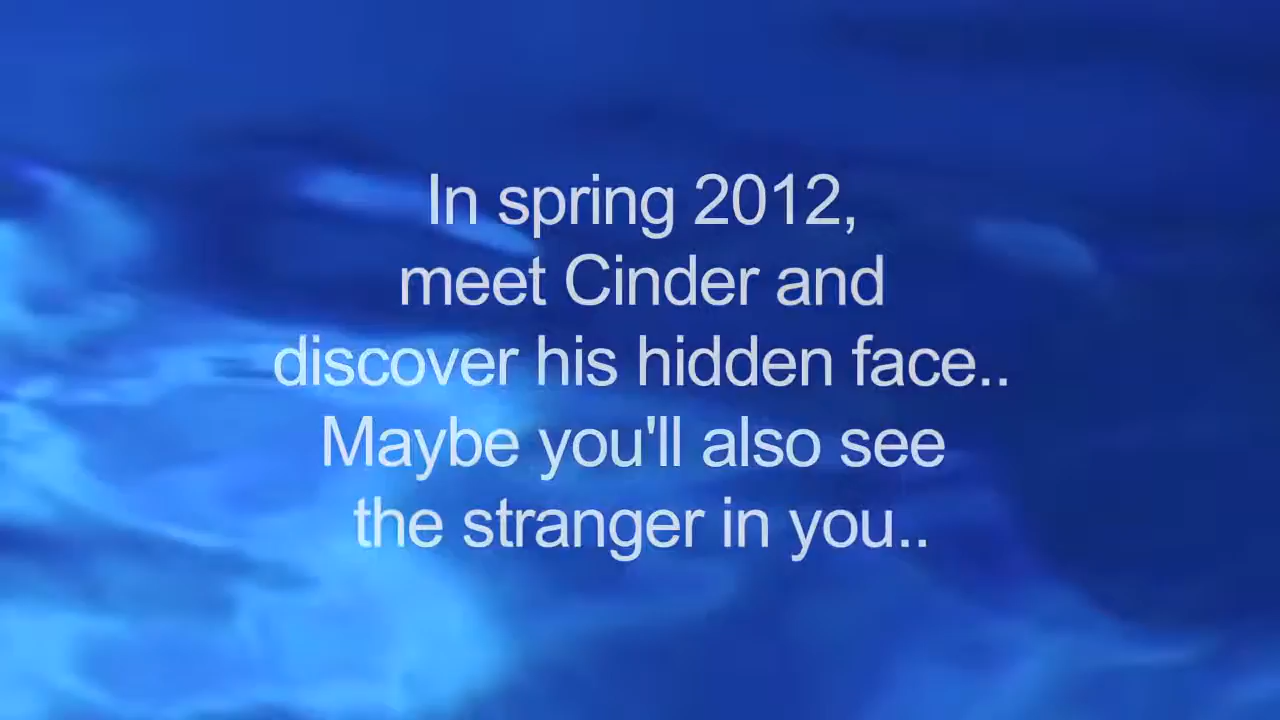 In spring 2012,
meet Cinder and
discover his hidden face..
Maybe you'll also see
the stranger in you..